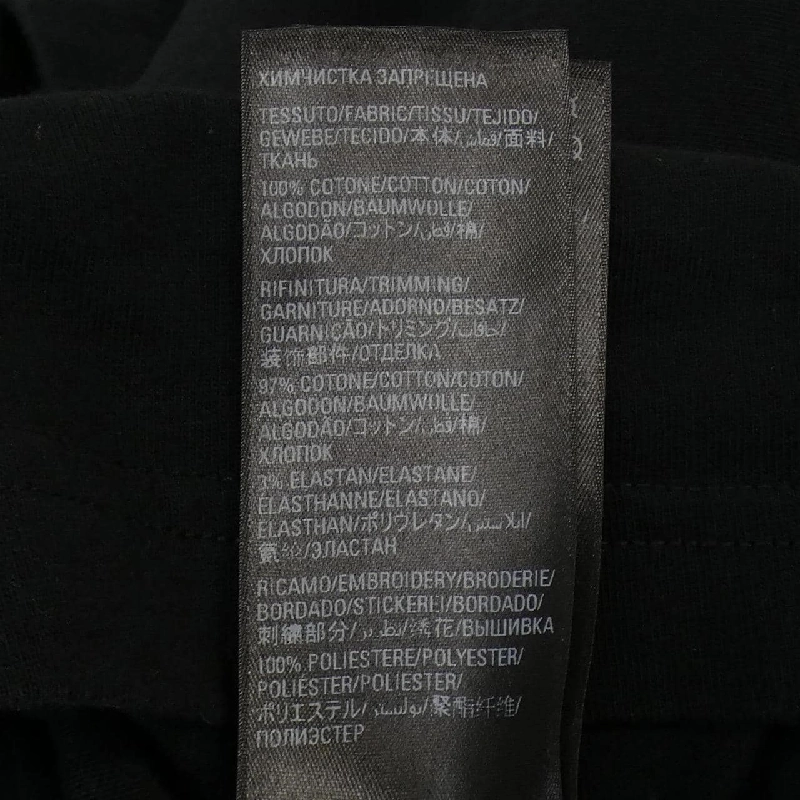 ХИМЧИСТКА ЗАПРЕЩЕНА
TESSUTO/FABRIC/TISSU/TEJIDO/
GEWEBE/TECIDO/本体/قماش/面料/
ТКАНЬ
100% COTONE/COTTON/COTON/
ALGODON/BAUMWOLLE/
ALGODÃO/コットン/قطن/棉/
ХЛОПОК
RIFINITURA/TRIMMING/
GARNITURE/ADORNO/BESATZ/
GUARNIÇÃO/トリミング/
装饰部件/ОТДЕЛКА
97% COTONE/COTTON/COTON/
ALGODON/BAUMWOLLE/
ALGODÃO/コットン/قطن/棉/
ХЛОПОК
3% ELASTAN/ELASTANE/
ELASTHANNE/ELASTANO/
ELASTHAN/ポリウレタン/
氨纶/ЭЛАСТАН
RICAMO/EMBROIDERY/BRODERIE/
BORDADO/STICKEREI/BORDADO/
刺繍部分/تطريز/绣花/ВЫШИВКА
100% POLIESTERE/POLYESTER/
POLIÉSTER/POLIESTER/
ポリエステル/بوليستر/聚酯纤维/
ПОЛИЭСТЕР